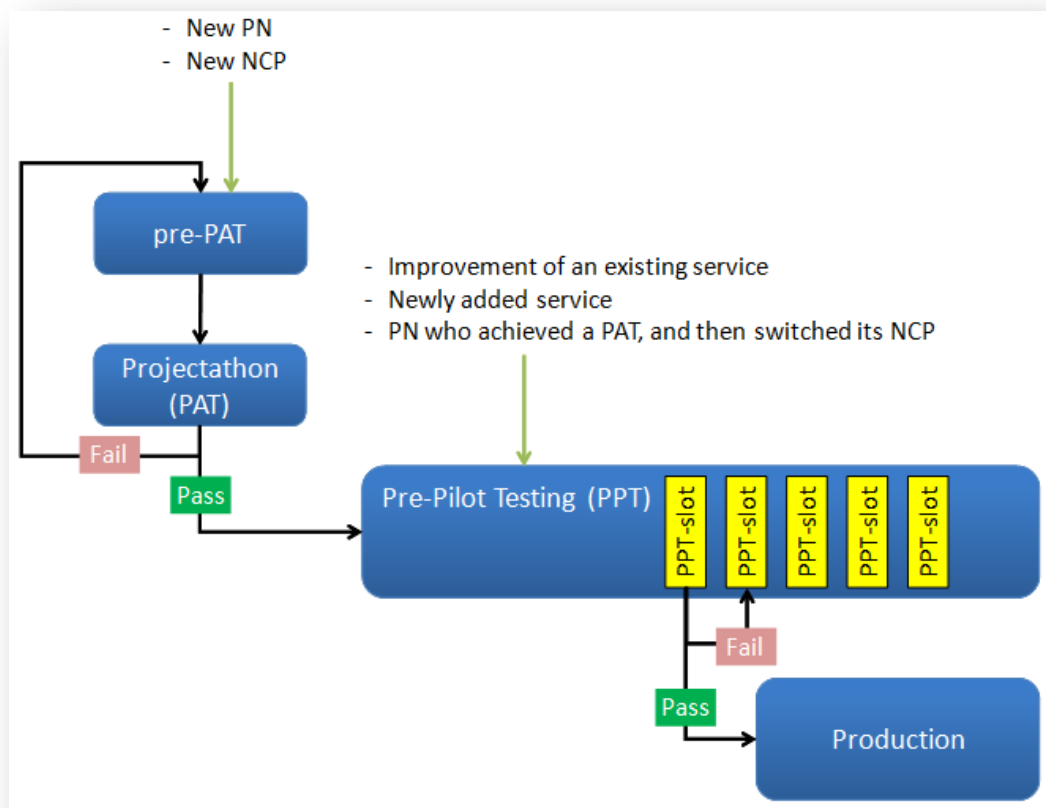 - New PN
- New NCP
pre-PAT
- Improvement of an existing service
- Newly added service
- PN who achieved a PAT, and then switched its NCP
Projectathon
(PAT)
Fail
Pass
Pre-Pilot Testing (PPT)
PPT-slot
PPT-slot
PPT-slot
PPT-slot
PPT-slot
Fail
Pass
Production